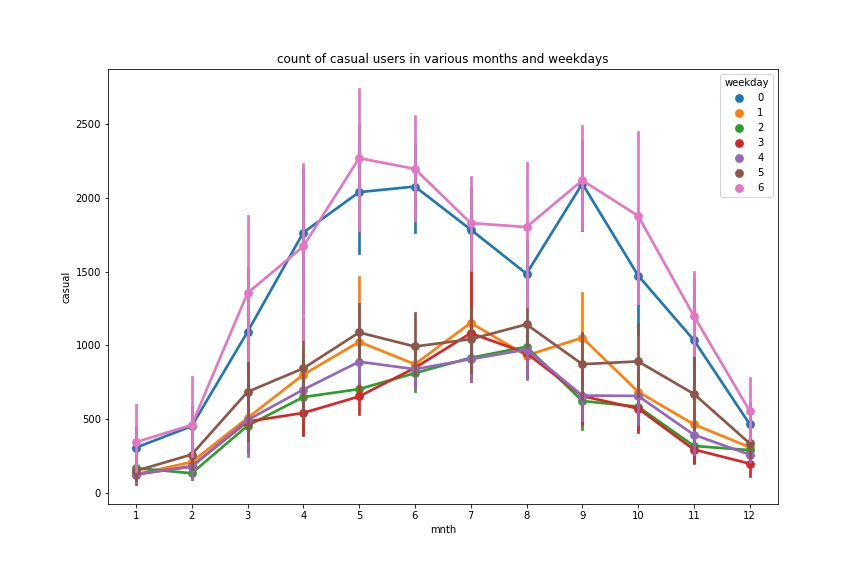 count of casual users in various months and weekdays
weekday
0
1
2
3
4
5
6
2500
2000
1500
1000
500
0
casual
1 2 3 4 5 6 7 8 9 10 11 12
mnth